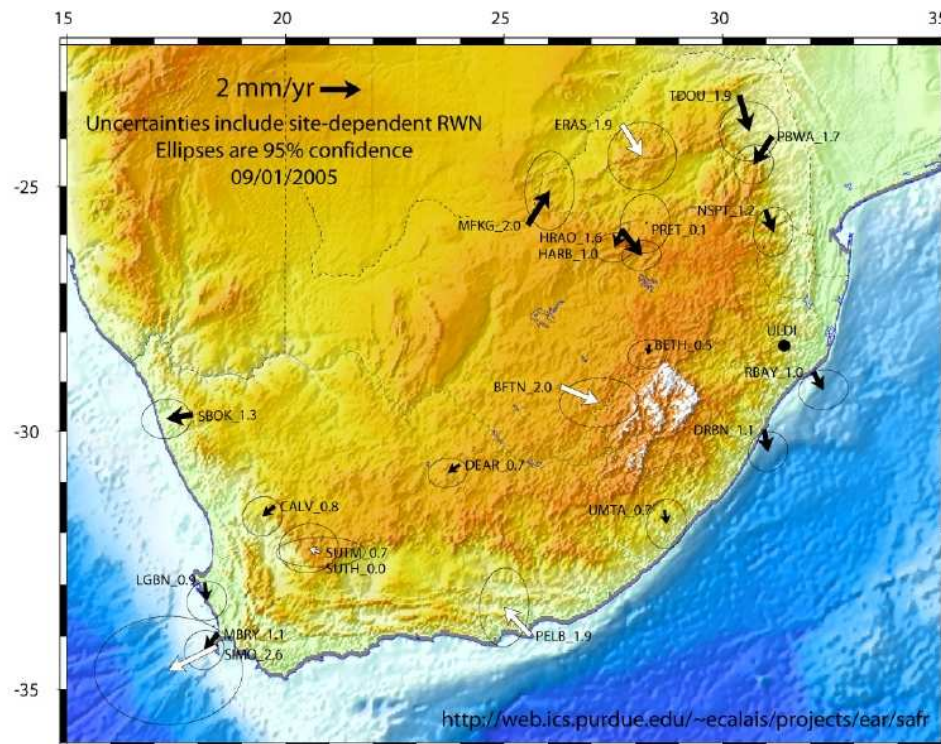 15
20
25
30
35
2 mm/yr
Uncertainties include site-dependent RWN
Ellipses are 95% confidence
09/01/2005
TDOU_1.9
ERAS_1.9
PBWA_1.7
-25
NSPT_1.2
MFKG_2.0
HRAO_1.6
PRET_0.1
HARB_1.0
ULDI
BETH_0.5
RBAY_1.0
BFTN_2.0
SBOK_1.3
-30
DRBN_1.1
DEAR_0.7
CALV_0.8
UMTA_0.7
SUTM_0.7
SUTH_0.0
LGBN_0.9
MBRY_1.1
PELB_1.9
SIMO_2.6
-35
http://web.ics.purdue.edu/~ecalais/projects/ear/safr